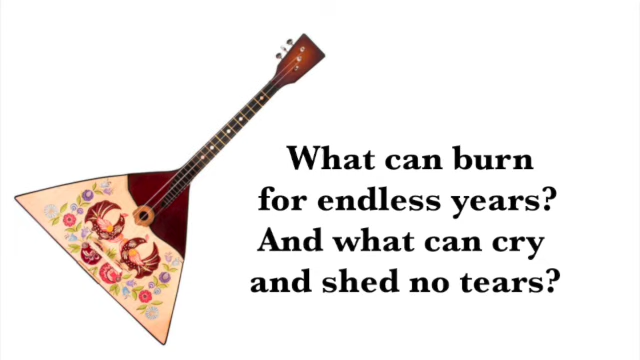 What can burn
for endless years?
And what can cry
and shed no tears?